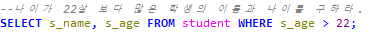 --나이가 22살 보다 많은 학생의 이름과 나이를 구하라.
SELECT s_name, s_age FROM student WHERE s_age > 22;